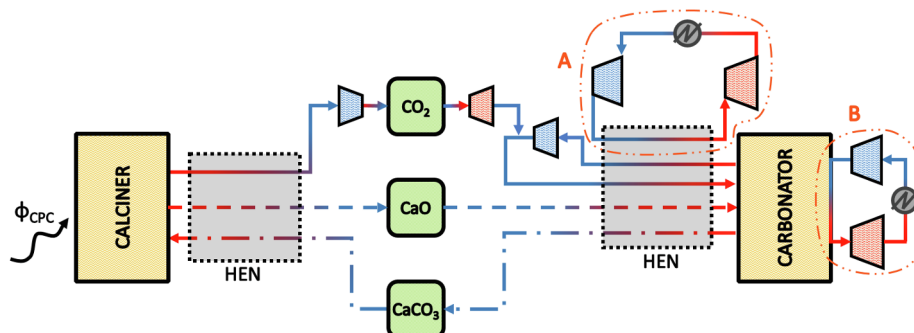 A
B
CO2
CALCINER
CARBONATOR
ΦCPC
CaO
HEN
HEN
CaCO3